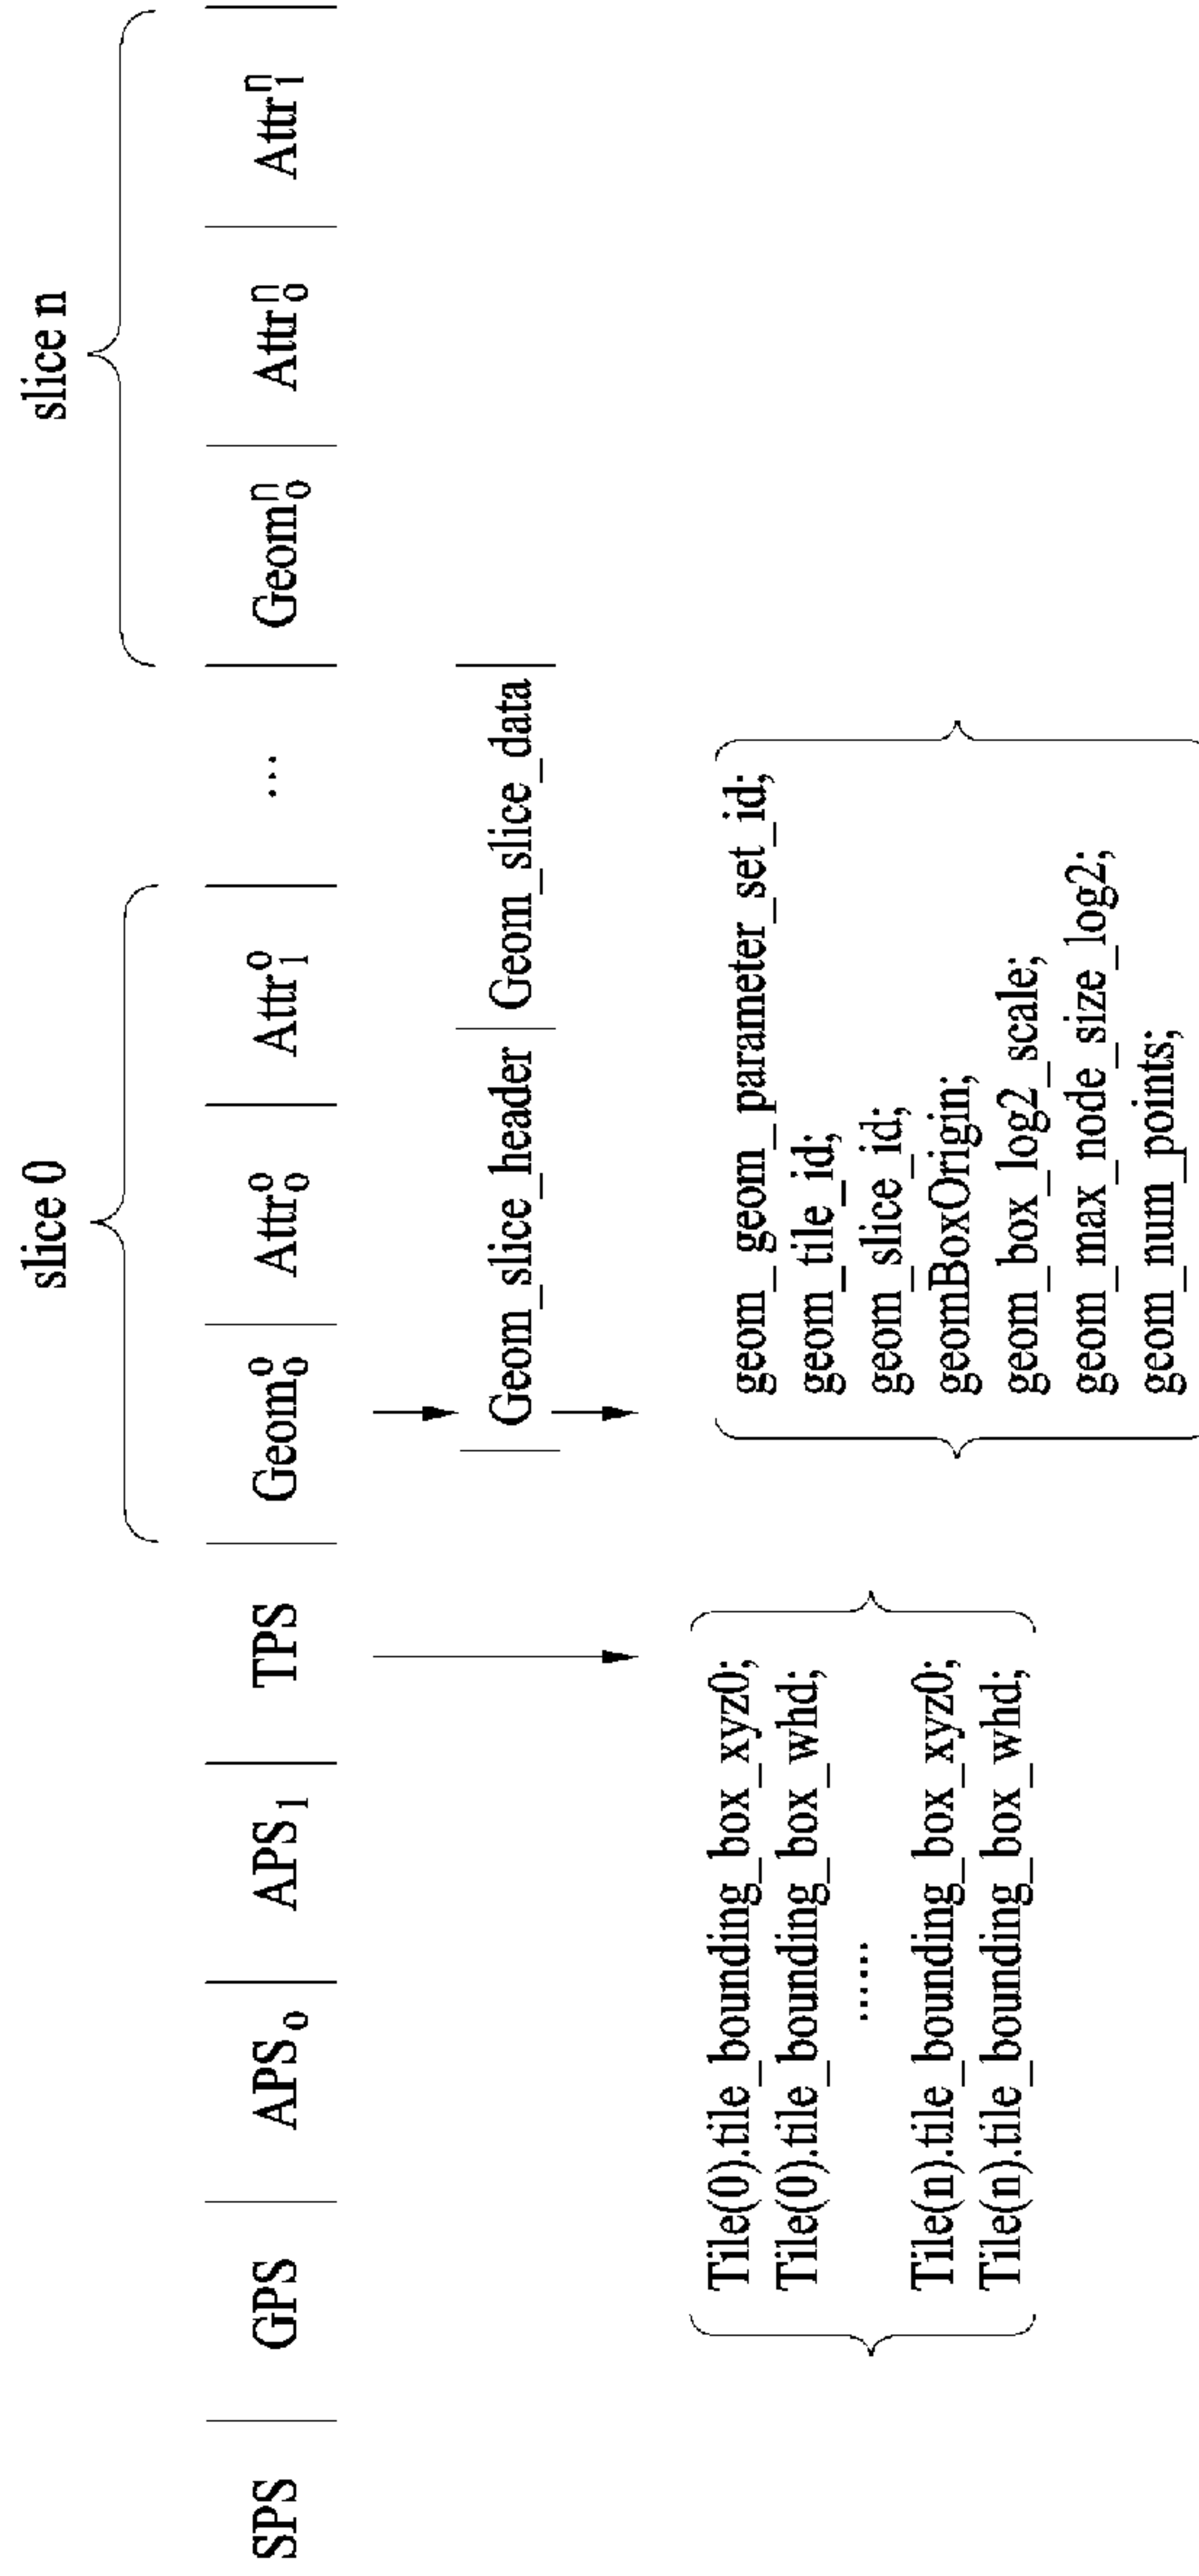 slice 0 slice n
SPS GPS APS₀ APS₁ TPS Geom₀⁰ Attr₀⁰ Attr₁⁰ ... Geom₀ⁿ Attr₀ⁿ Attr₁ⁿ
Geom_slice_header Geom_slice_data
Tile(0).tile_bounding_box_xyz0;
Tile(0).tile_bounding_box_whd;
......
Tile(n).tile_bounding_box_xyz0;
Tile(n).tile_bounding_box_whd;
geom_geom_parameter_set_id;
geom_tile_id;
geom_slice_id;
geomBoxOrigin;
geom_box_log2_scale;
geom_max_node_size_log2;
geom_num_points;